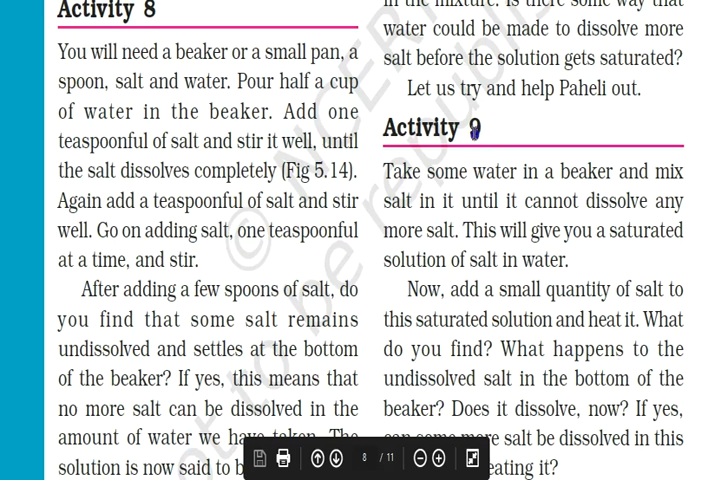 Activity 8
You will need a beaker or a small pan, a
spoon, salt and water. Pour half a cup
of water in the beaker. Add one
teaspoonful of salt and stir it well, until
the salt dissolves completely (Fig 5.14).
Again add a teaspoonful of salt and stir
well. Go on adding salt, one teaspoonful
at a time, and stir.
After adding a few spoons of salt, do
you find that some salt remains
undissolved and settles at the bottom
of the beaker? If yes, this means that
no more salt can be dissolved in the
amount of water we have taken. The
solution is now said to b
in the mixture. Is there some way that
water could be made to dissolve more
salt before the solution gets saturated?
Let us try and help Paheli out.
Activity 9
Take some water in a beaker and mix
salt in it until it cannot dissolve any
more salt. This will give you a saturated
solution of salt in water.
Now, add a small quantity of salt to
this saturated solution and heat it. What
do you find? What happens to the
undissolved salt in the bottom of the
beaker? Does it dissolve, now? If yes,
can some more salt be dissolved in this
eating it?
© NCERT
not to be republi
8 / 11